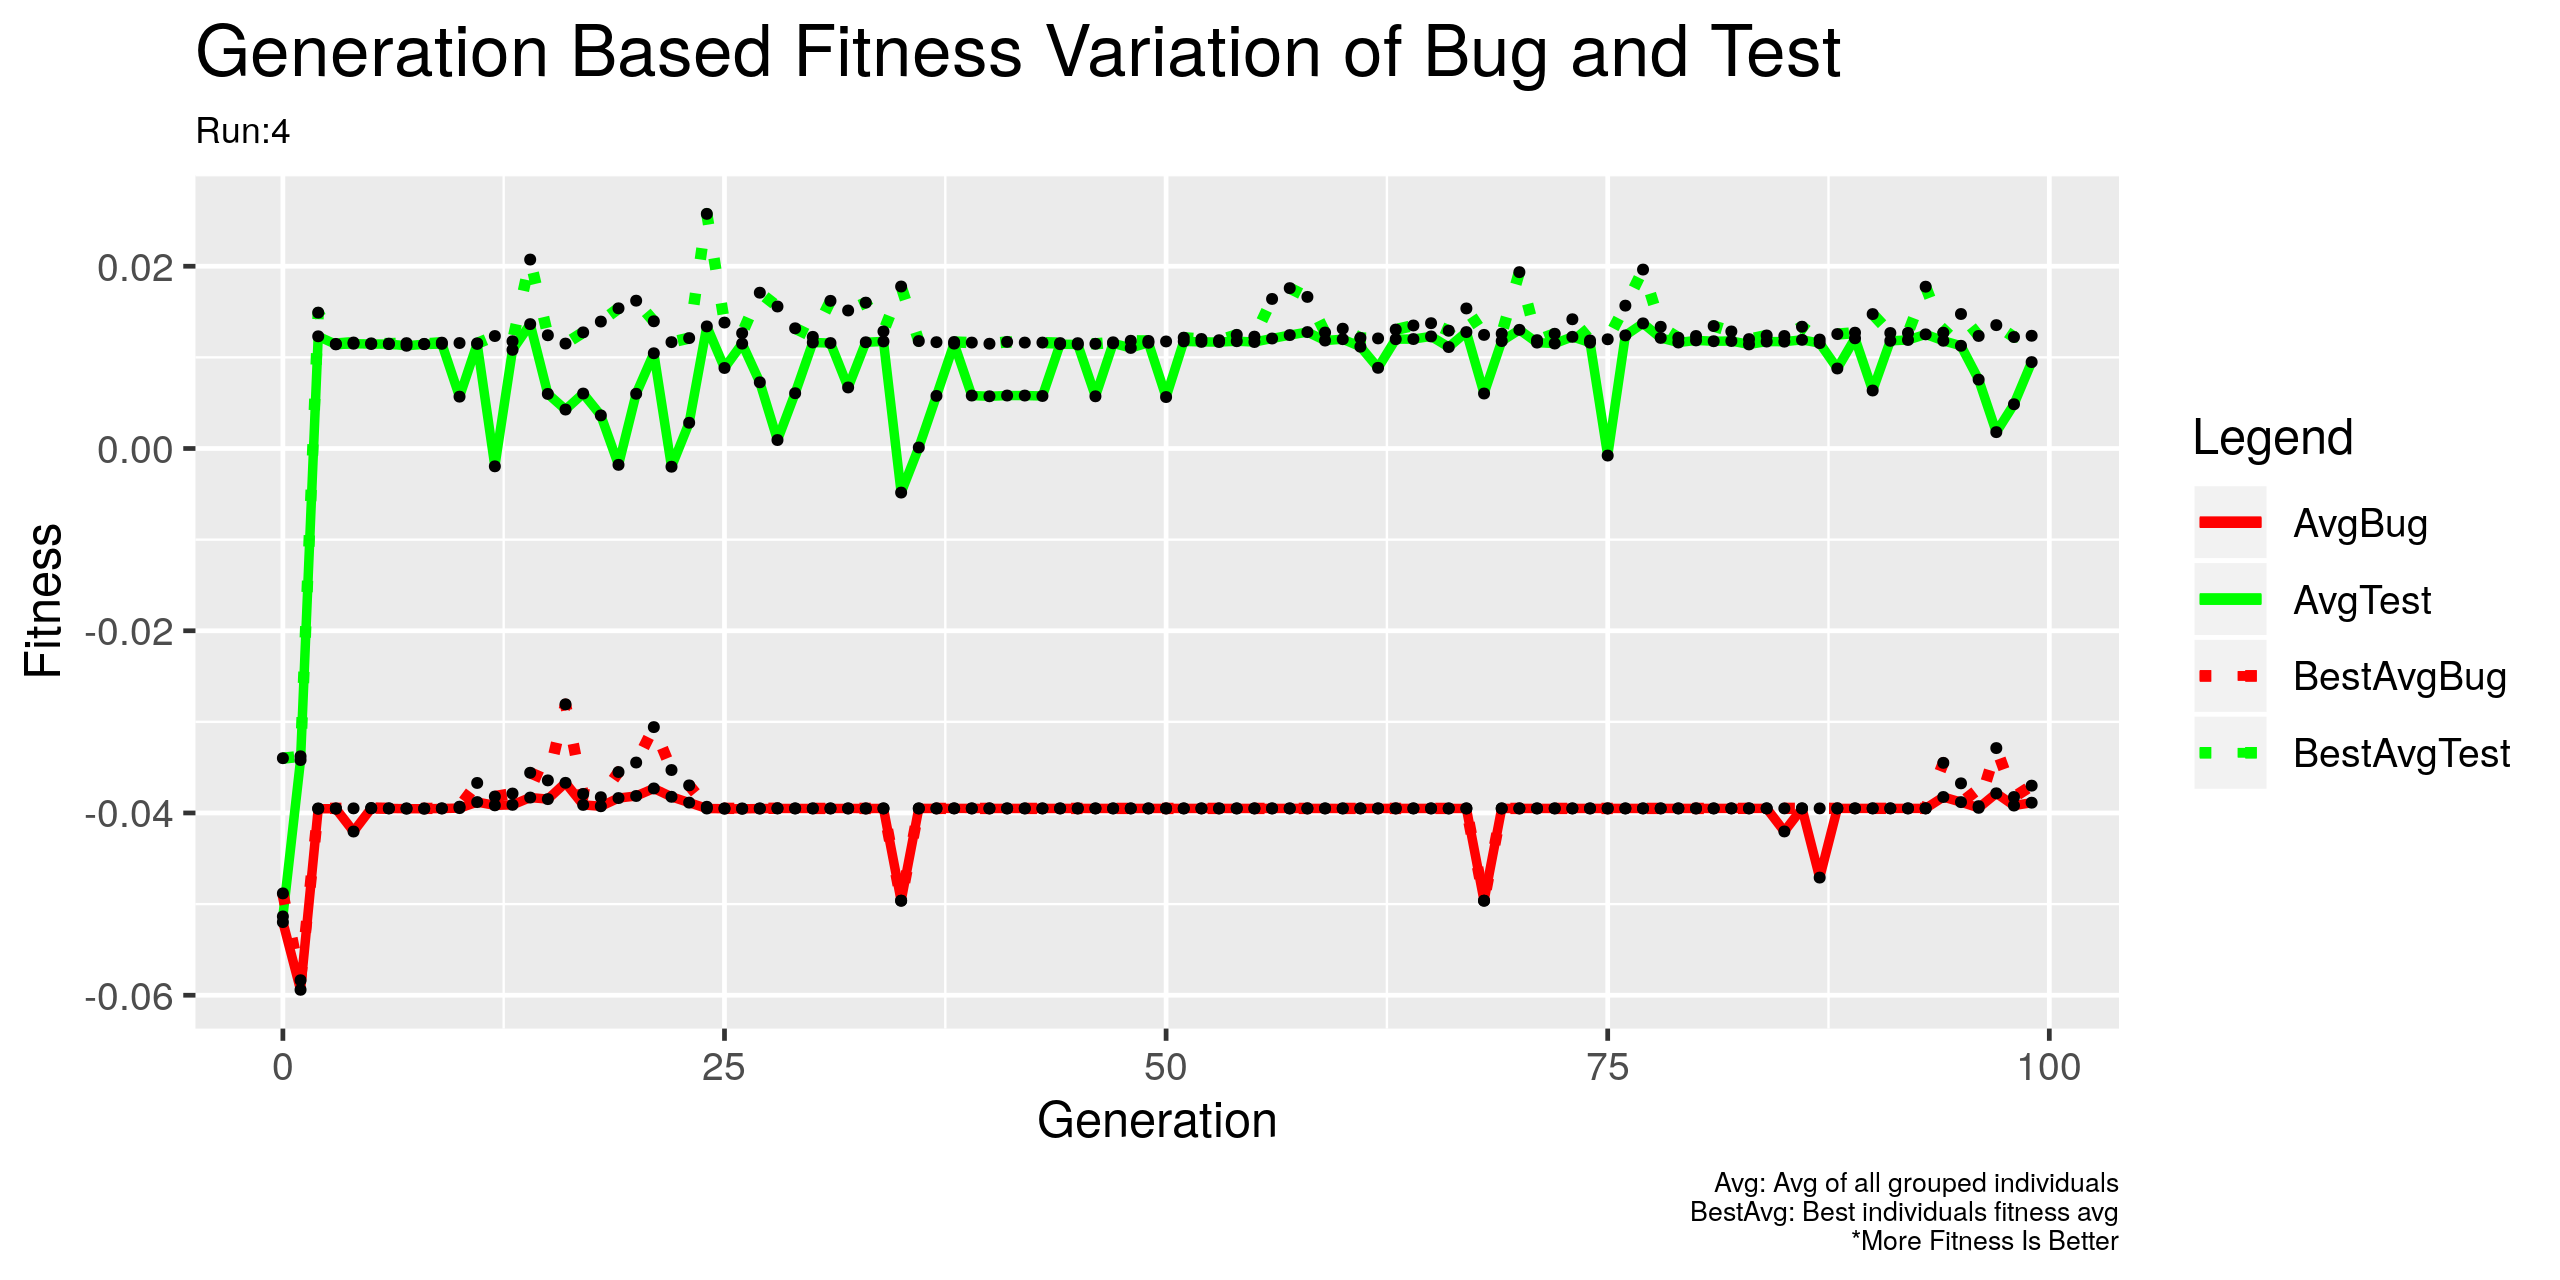 Generation Based Fitness Variation of Bug and Test
Run:4
Fitness
0.02
0.00
-0.02
-0.04
-0.06
0
25
50
75
100
Generation
Legend
AvgBug
AvgTest
BestAvgBug
BestAvgTest
Avg: Avg of all grouped individuals
BestAvg: Best individuals fitness avg
*More Fitness Is Better